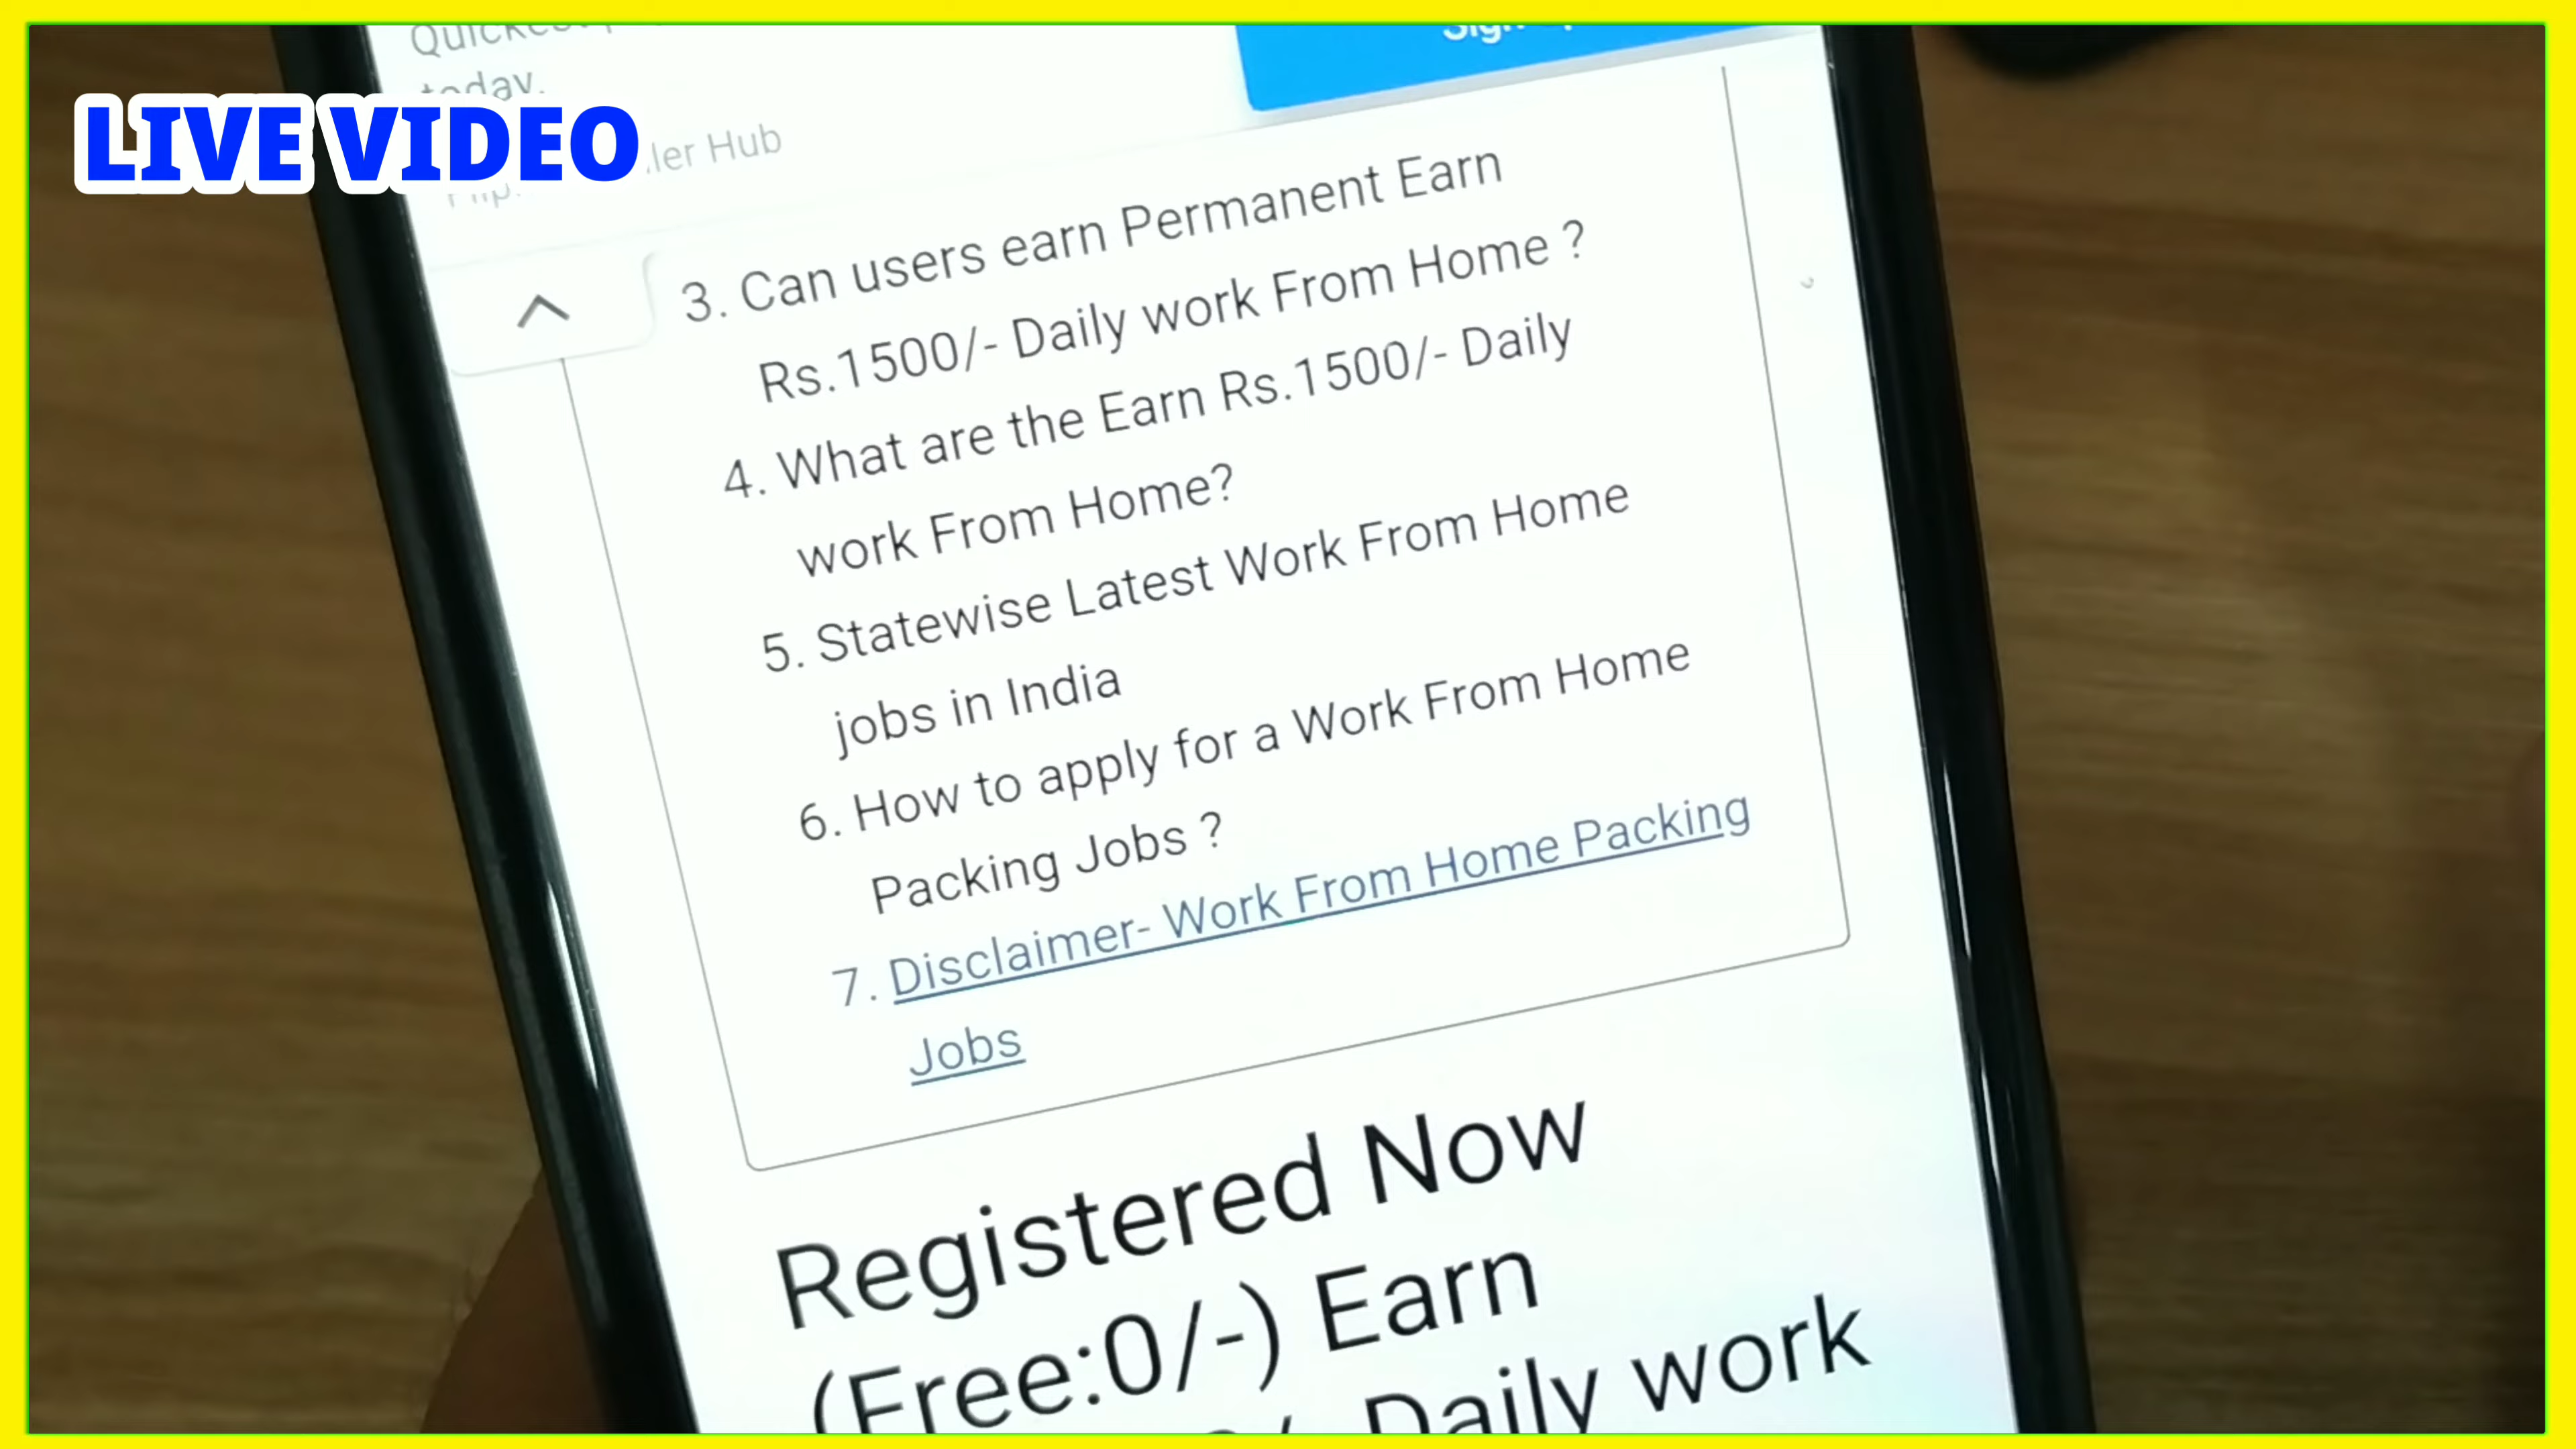 today.
LIVE VIDEO
ler Hub
3. Can users earn Permanent Earn
Rs.1500/- Daily work From Home ?
4. What are the Earn Rs.1500/- Daily
work From Home?
5. Statewise Latest Work From Home
jobs in India
6. How to apply for a Work From Home
Packing Jobs ?
7. Disclaimer- Work From Home Packing
Jobs
Registered Now
(Free:0/-) Earn
Daily work